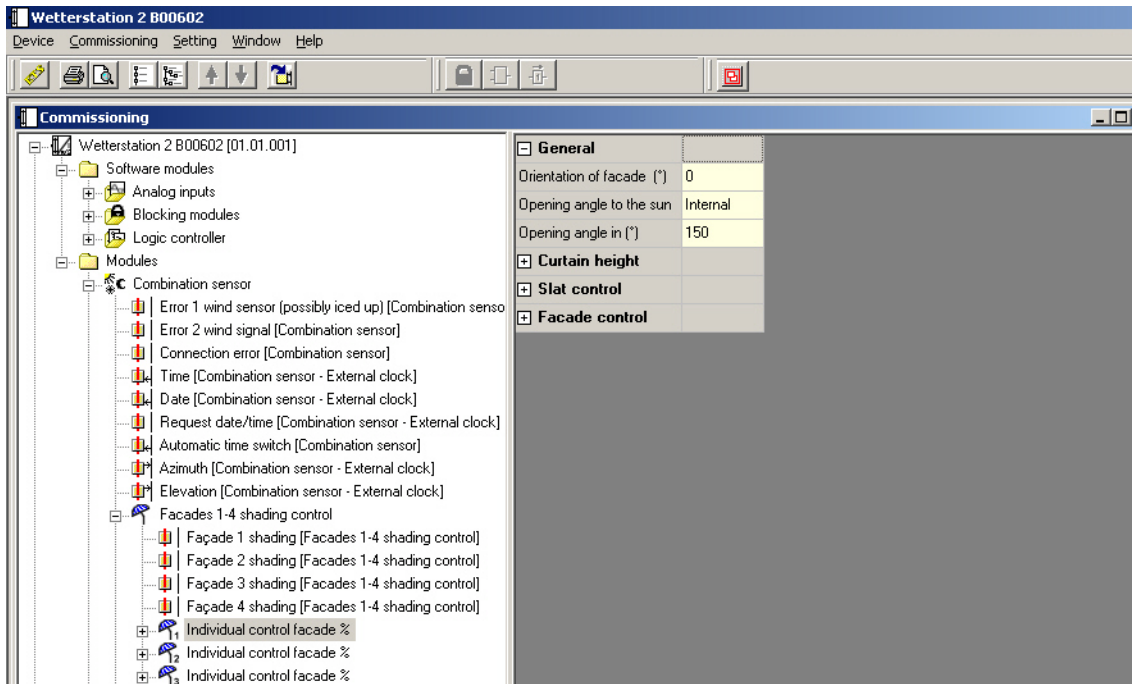 Wetterstation 2 B00602
Device Commissioning Setting Window Help
Commissioning
Wetterstation 2 B00602 [01.01.001]
Software modules
Analog inputs
Blocking modules
Logic controller
Modules
C Combination sensor
Error 1 wind sensor (possibly iced up) [Combination senso
Error 2 wind signal [Combination sensor]
Connection error [Combination sensor]
Time [Combination sensor - External clock]
Date [Combination sensor - External clock]
Request date/time [Combination sensor - External clock]
Automatic time switch [Combination sensor]
Azimuth [Combination sensor - External clock]
Elevation [Combination sensor - External clock]
Facades 1-4 shading control
Façade 1 shading [Facades 1-4 shading control]
Façade 2 shading [Facades 1-4 shading control]
Façade 3 shading [Facades 1-4 shading control]
Façade 4 shading [Facades 1-4 shading control]
1 Individual control facade %
2 Individual control facade %
3 Individual control facade %
General
Orientation of facade (°) 0
Opening angle to the sun Internal
Opening angle in (°) 150
Curtain height
Slat control
Facade control